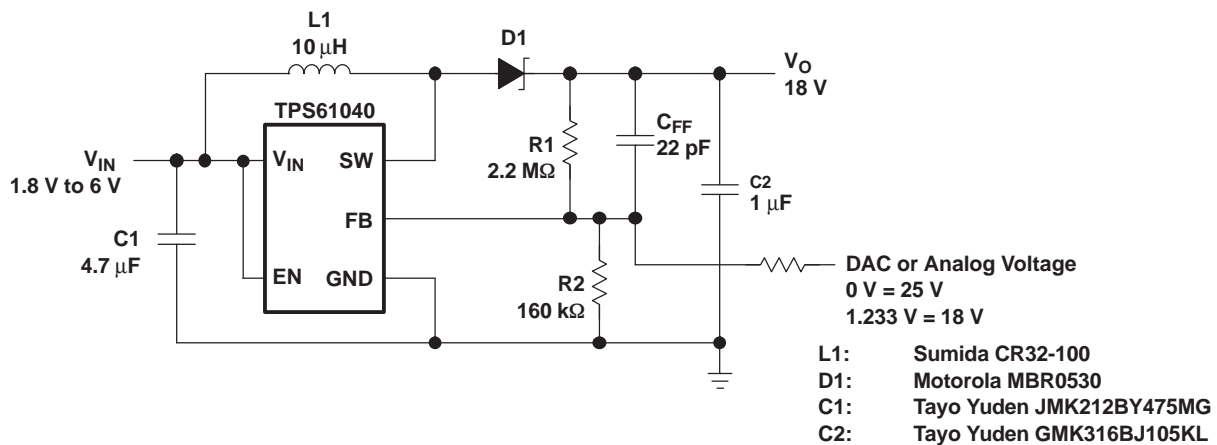 L1
10 μH
D1
VO
18 V
TPS61040
VIN
1.8 V to 6 V
VIN
SW
R1
2.2 MΩ
CFF
22 pF
C2
1 μF
FB
C1
4.7 μF
EN
GND
R2
160 kΩ
DAC or Analog Voltage
0 V = 25 V
1.233 V = 18 V
L1: Sumida CR32-100
D1: Motorola MBR0530
C1: Tayo Yuden JMK212BY475MG
C2: Tayo Yuden GMK316BJ105KL